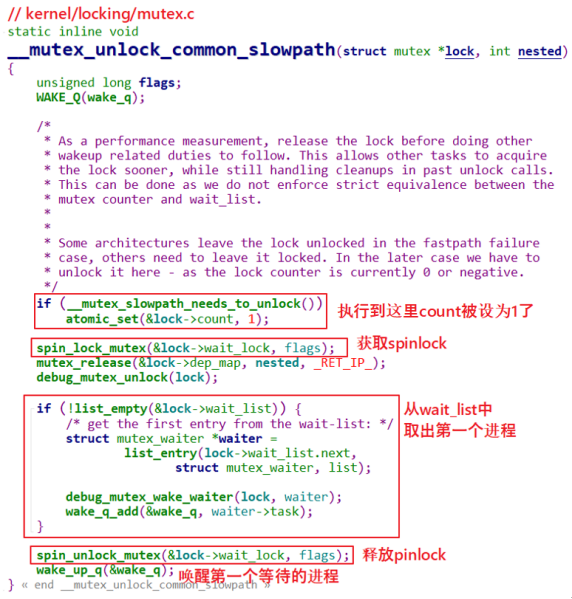 // kernel/locking/mutex.c
static inline void
__mutex_unlock_common_slowpath(struct mutex *lock, int nested)
{
unsigned long flags;
WAKE_Q(wake_q);
/*
* As a performance measurement, release the lock before doing other
* wakeup related duties to follow. This allows other tasks to acquire
* the lock sooner, while still handling cleanups in past unlock calls.
* This can be done as we do not enforce strict equivalence between the
* mutex counter and wait_list.
*
*
* Some architectures leave the lock unlocked in the fastpath failure
* case, others need to leave it locked. In the later case we have to
* unlock it here - as the lock counter is currently 0 or negative.
*/
if (__mutex_slowpath_needs_to_unlock())
atomic_set(&lock->count, 1);
执行到这里count被设为1了
spin_lock_mutex(&lock->wait_lock, flags);
获取spinlock
mutex_release(&lock->dep_map, nested, _RET_IP_);
debug_mutex_unlock(lock);
if (!list_empty(&lock->wait_list)) {
/* get the first entry from the wait-list: */
struct mutex_waiter *waiter =
list_entry(lock->wait_list.next,
struct mutex_waiter, list);
debug_mutex_wake_waiter(lock, waiter);
wake_q_add(&wake_q, waiter->task);
}
从wait_list中
取出第一个进程
spin_unlock_mutex(&lock->wait_lock, flags);
释放pinlock
wake_up_q(&wake_q);
唤醒第一个等待的进程
} « end __mutex_unlock_common_slowpath »